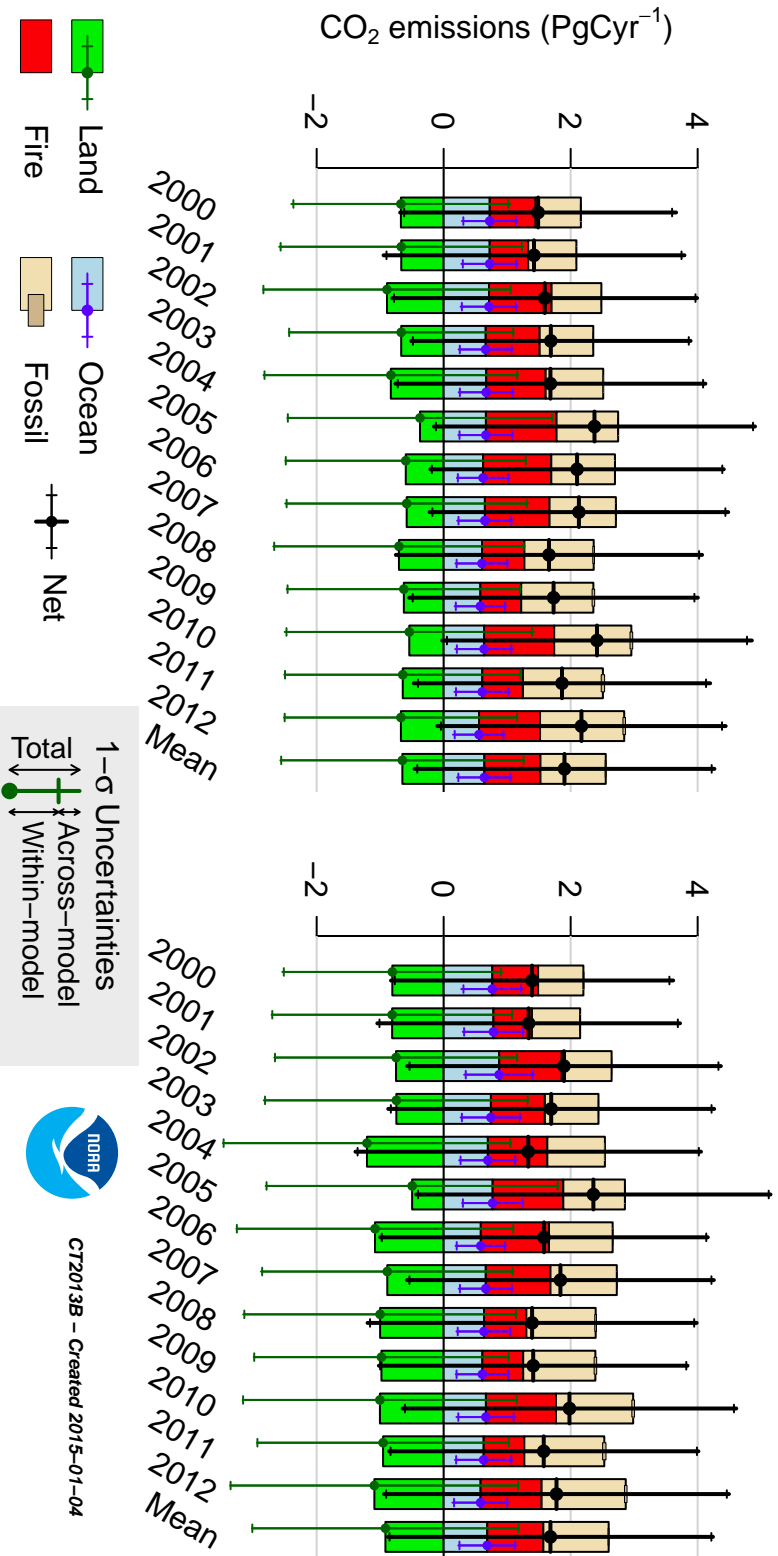 CO₂ emissions (PgCyr⁻¹)
−2 0 2 4
2000
2001
2002
2003
2004
2005
2006
2007
2008
2009
2010
2011
2012
Mean
−2 0 2 4
2000
2001
2002
2003
2004
2005
2006
2007
2008
2009
2010
2011
2012
Mean
Land
Ocean
Net
Fire
Fossil
1−σ Uncertainties
Total
Across−model
Within−model
NOAA
CT2013B − Created 2015−01−04